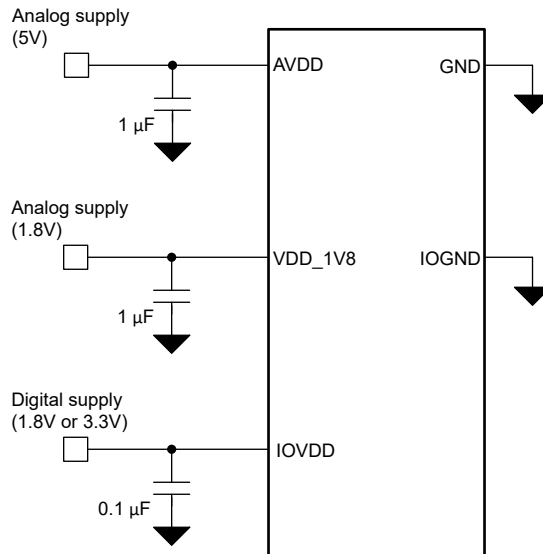 Analog supply
(5V)
AVDD
GND
1 µF
Analog supply
(1.8V)
VDD_1V8
IOGND
1 µF
Digital supply
(1.8V or 3.3V)
IOVDD
0.1 µF